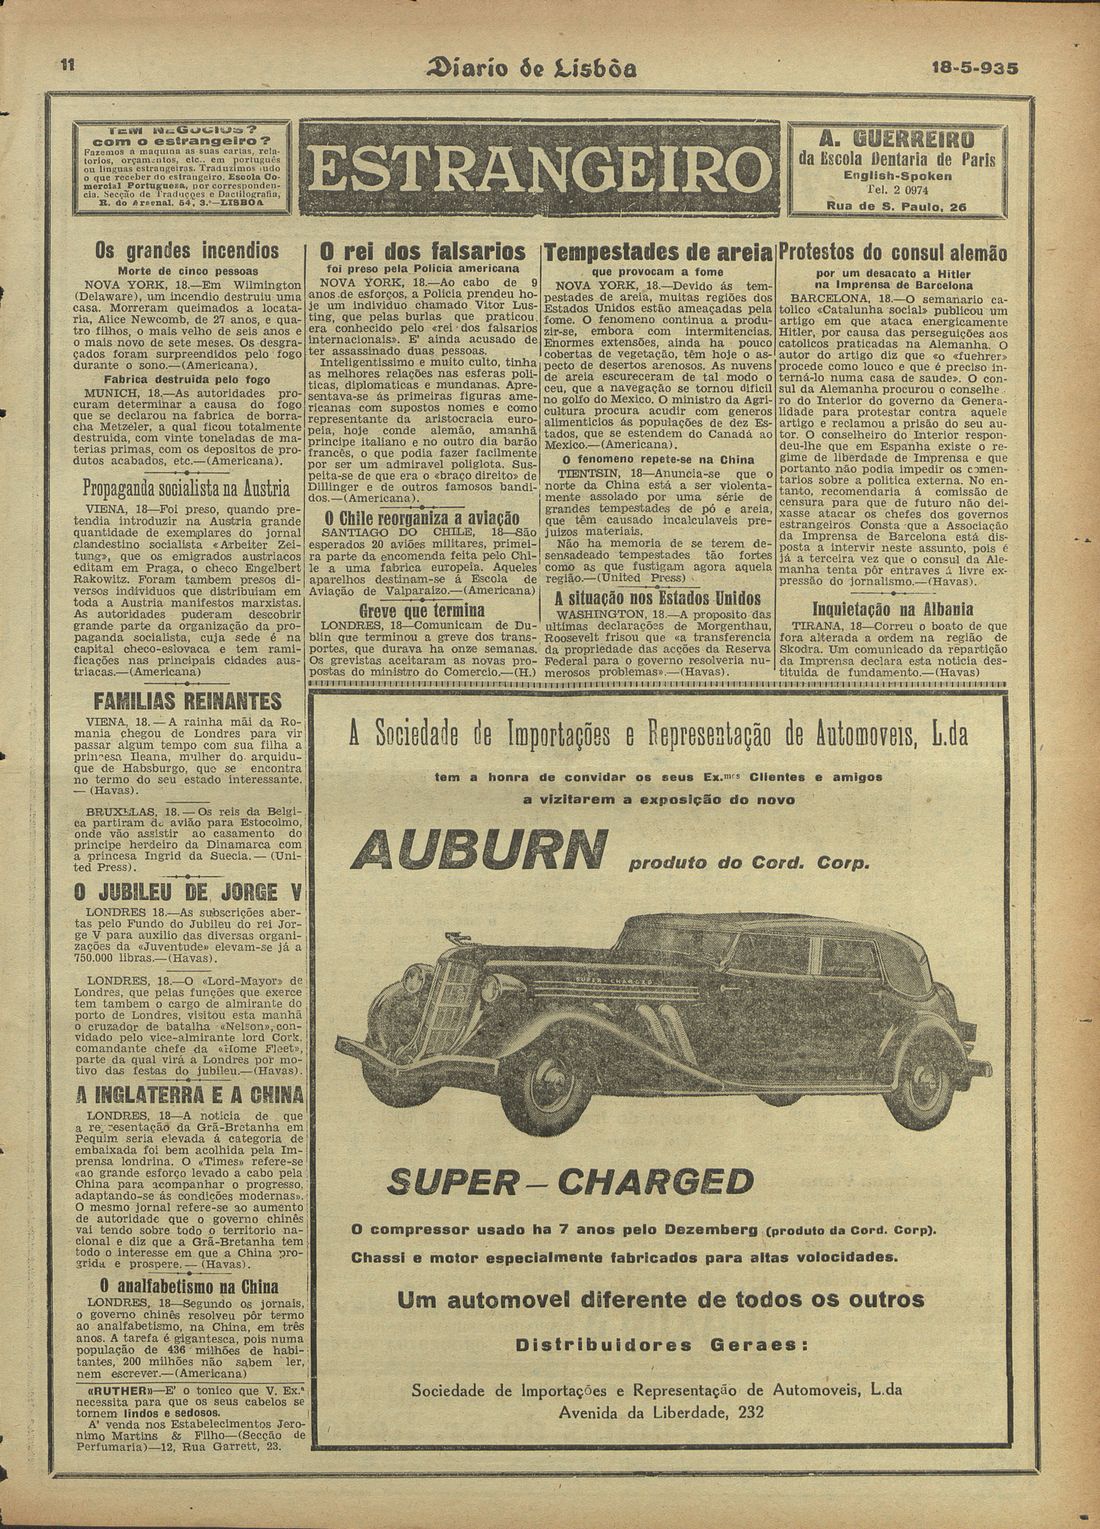 11
Diario de Lisbôa
18-5-935
TEM NEGOCIOS?
com o estrangeiro?
Fazemos á maquina as suas cartas, rela-
torios, orçamentos, etc., em português
ou linguas estrangeiras. Traduzimos tudo
o que receber do estrangeiro. Escola Co-
mercial Portuguesa, por corresponden-
cia. Secção de Traduções e Dactilografia,
R. do Arsenal, 54, 3.º—LISBOA
ESTRANGEIRO
A. GUERREIRO
da Escola Dentaria de Paris
English-Spoken
Tel. 2 0974
Rua de S. Paulo, 26
Os grandes incendios
Morte de cinco pessoas
NOVA YORK, 18.—Em Wilmington
(Delaware), um incendio destruiu uma
casa. Morreram queimados a locata-
ria, Alice Newcomb, de 27 anos, e qua-
tro filhos, o mais velho de seis anos e
o mais novo de sete meses. Os desgra-
çados foram surpreendidos pelo fogo
durante o sono.—(Americana).
Fabrica destruida pelo fogo
MUNICH, 18.—As autoridades pro-
curam determinar a causa do fogo
que se declarou na fabrica de borra-
cha Metzeler, a qual ficou totalmente
destruida, com vinte toneladas de ma-
terias primas, com os depositos de pro-
dutos acabados, etc.—(Americana).
Propaganda socialista na Austria
VIENA, 18—Foi preso, quando pre-
tendia introduzir na Austria grande
quantidade de exemplares do jornal
clandestino socialista «Arbeiter Zei-
tung», que os emigrados austriacos
editam em Praga, o checo Engelbert
Rakowitz. Foram tambem presos di-
versos individuos que distribuiam em
toda a Austria manifestos marxistas.
As autoridades puderam descobrir
grande parte da organização da pro-
paganda socialista, cuja séde é na
capital checo-eslovaca e tem rami-
ficações nas principais cidades aus-
triacas.—(Americana)
FAMILIAS REINANTES
VIENA, 18.—A rainha mãi da Ro-
mania chegou de Londres para vir
passar algum tempo com sua filha a
princesa Ileana, mulher do arquidu-
que de Habsburgo, que se encontra
no termo do seu estado interessante.
— (Havas).
BRUXELAS, 18.—Os reis da Belgi-
ca partiram de avião para Estocolmo,
onde vão assistir ao casamento do
principe herdeiro da Dinamarca com
a princesa Ingrid da Suecia.—(Uni-
ted Press).
O JUBILEU DE JORGE V
LONDRES 18.—As subscrições aber-
tas pelo Fundo do Jubileu do rei Jor-
ge V para auxilio das diversas organi-
zações da «Juventude» elevam-se já a
750.000 libras.—(Havas).
LONDRES, 18.—O «Lord-Mayor» de
Londres, que pelas funções que exerce
tem tambem o cargo de almirante do
porto de Londres, visitou esta manhã
o cruzador de batalha «Nelson», con-
vidado pelo vice-almirante lord Cork.
comandante chefe da «Home Fleet»,
parte da qual virá a Londres por mo-
tivo das festas do jubileu.—(Havas).
A INGLATERRA E A CHINA
LONDRES, 18—A noticia de que
a representação da Grã-Bretanha em
Pequim seria elevada á categoria de
embaixada foi bem acolhida pela Im-
prensa londrina. O «Times» refere-se
«ao grande esforço levado a cabo pela
China para acompanhar o progresso,
adaptando-se ás condições modernas».
O mesmo jornal refere-se ao aumento
de autoridade que o governo chinês
vai tendo sobre todo o territorio na-
cional e diz que a Grã-Bretanha tem
todo o interesse em que a China pro-
grida e prospere.— (Havas).
O analfabetismo na China
LONDRES, 18—Segundo os jornais,
o governo chinês resolveu pôr termo
ao analfabetismo, na China, em três
anos. A tarefa é gigantesca, pois numa
população de 436 milhões de habi-
tantes, 200 milhões não sabem ler,
nem escrever.—(Americana)
«RUTHER»—E' o tonico que V. Ex.ª
necessita para que os seus cabelos se
tornem lindos e sedosos.
A' venda nos Estabelecimentos Jero-
nimo Martins & Filho—(Secção de
Perfumaria)—12, Rua Garrett, 23.
O rei dos falsarios
foi preso pela Policia americana
NOVA YORK, 18.—Ao cabo de 9
anos de esforços, a Policia prendeu ho-
je um individuo chamado Vitor Lus-
ting, que pelas burlas que praticou
era conhecido pelo «rei dos falsarios
internacionais». E' ainda acusado de
ter assassinado duas pessoas.
Inteligentissimo e muito culto, tinha
as melhores relações nas esferas poli-
ticas, diplomaticas e mundanas. Apre-
sentava-se ás primeiras figuras ame-
ricanas com supostos nomes e como
representante da aristocracia euro-
peia, hoje conde alemão, amanhã
principe italiano e no outro dia barão
francês, o que podia fazer facilmente
por ser um admiravel poliglota. Sus-
peita-se de que era o «braço direito» de
Dillinger e de outros famosos bandi-
dos.—(Americana).
O Chile reorganiza a aviação
SANTIAGO DO CHILE, 18—São
esperados 20 aviões militares, primei-
ra parte da encomenda feita pelo Chi-
le a uma fabrica europeia. Aqueles
aparelhos destinam-se á Escola de
Aviação de Valparaizo.—(Americana)
Greve que termina
LONDRES, 18—Comunicam de Du-
blin que terminou a greve dos trans-
portes, que durava ha onze semanas.
Os grevistas aceitaram as novas pro-
postas do ministro do Comercio.—(H.)
Tempestades de areia
que provocam a fome
NOVA YORK, 18.—Devido ás tem-
pestades de areia, muitas regiões dos
Estados Unidos estão ameaçadas pela
fome. O fenomeno continua a produ-
zir-se, embora com intermitencias.
Enormes extensões, ainda ha pouco
cobertas de vegetação, têm hoje o as-
pecto de desertos arenosos. As nuvens
de areia escureceram de tal modo o
ceu, que a navegação se tornou dificil
no golfo do Mexico. O ministro da Agri-
cultura procura acudir com generos
alimenticios ás populações de dez Es-
tados, que se estendem do Canadá ao
Mexico.—(Americana).
O fenomeno repete-se na China
TIENTSIN, 18—Anuncia-se que o
norte da China está a ser violenta-
mente assolado por uma série de
grandes tempestades de pó e areia,
que têm causado incalculaveis pre-
juizos materiais.
Não ha memoria de se terem de-
sensadeado tempestades tão fortes
como as que fustigam agora aquela
região.—(United Press)
A situação nos Estados Unidos
WASHINGTON, 18.—A proposito das
ultimas declarações de Morgenthau,
Roosevelt frisou que «a transferencia
da propriedade das acções da Reserva
Federal para o governo resolveria nu-
merosos problemas».—(Havas).
Protestos do consul alemão
por um desacato a Hitler
na Imprensa de Barcelona
BARCELONA, 18.—O semanario ca-
tolico «Catalunha social» publicou um
artigo em que ataca energicamente
Hitler, por causa das perseguições aos
catolicos praticadas na Alemanha. O
autor do artigo diz que «o «fuehrer»
procede como louco e que é preciso in-
terná-lo numa casa de saude». O con-
sul da Alemanha procurou o conselhe
ro do Interior do governo da Genera-
lidade para protestar contra aquele
artigo e reclamou a prisão do seu au-
tor. O conselheiro do Interior respon-
deu-lhe que em Espanha existe o re-
gime de liberdade de Imprensa e que
portanto não podia impedir os comen-
tarios sobre a politica externa. No en-
tanto, recomendaria á comissão de
censura para que de futuro não dei-
xasse atacar os chefes dos governos
estrangeiros Consta que a Associação
da Imprensa de Barcelona está dis-
posta a intervir neste assunto, pois é
já a terceira vez que o consul da Ale-
manha tenta pôr entraves á livre ex-
pressão do jornalismo.—(Havas).
Inquietação na Albania
TIRANA, 18—Correu o boato de que
fora alterada a ordem na região de
Skodra. Um comunicado da repartição
da Imprensa declara esta noticia des-
tituida de fundamento.—(Havas)
A Sociedade de Importações e Representação de Automoveis, L.da
tem a honra de convidar os seus Ex.mos Clientes e amigos
a vizitarem a exposição do novo
AUBURN produto do Cord. Corp.
SUPER-CHARGED
SUPER—CHARGED
O compressor usado ha 7 anos pelo Dezemberg (produto da Cord. Corp).
Chassi e motor especialmente fabricados para altas volocidades.
Um automovel diferente de todos os outros
Distribuidores Geraes:
Sociedade de Importações e Representação de Automoveis, L.da
Avenida da Liberdade, 232